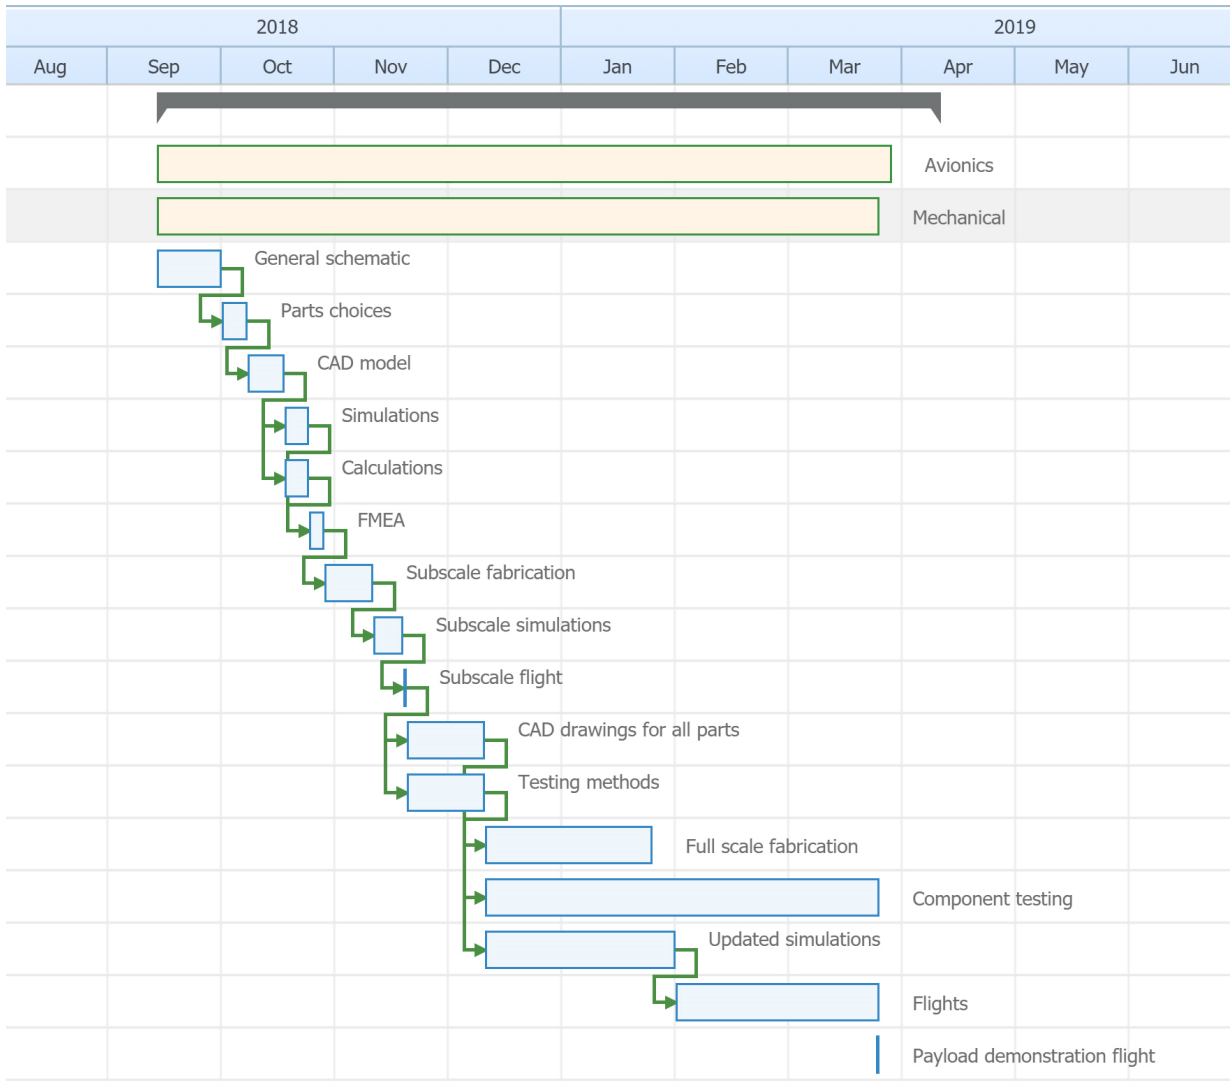 2018 2019
Aug Sep Oct Nov Dec Jan Feb Mar Apr May Jun
Avionics
Mechanical
General schematic
Parts choices
CAD model
Simulations
Calculations
FMEA
Subscale fabrication
Subscale simulations
Subscale flight
CAD drawings for all parts
Testing methods
Full scale fabrication
Component testing
Updated simulations
Flights
Payload demonstration flight